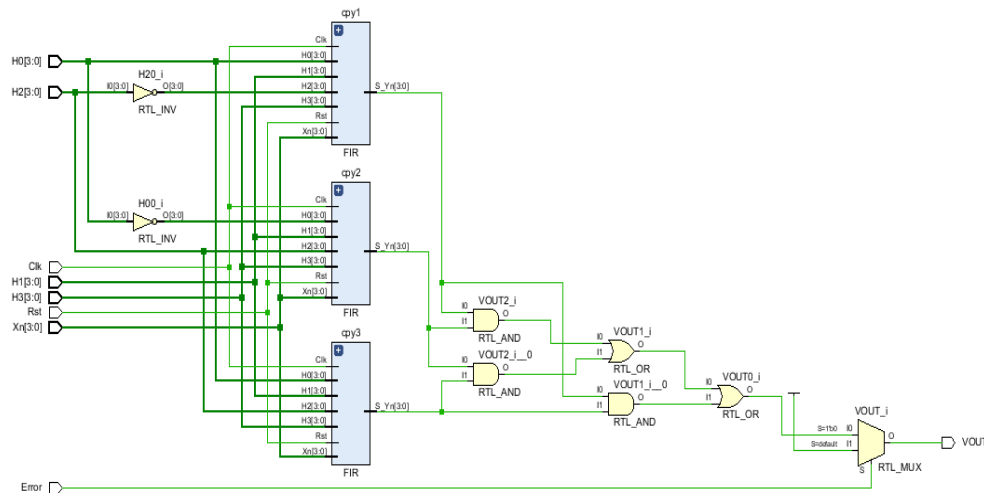 cpy1
Clk
H0[3:0]
H0[3:0]
H1[3:0]
H20_i
H2[3:0]
I0[3:0]
O[3:0]
H2[3:0]
S_Yn[3:0]
H3[3:0]
RTL_INV
Rst
Xn[3:0]
FIR
cpy2
H00_i
Clk
I0[3:0]
O[3:0]
H0[3:0]
RTL_INV
H1[3:0]
H2[3:0]
S_Yn[3:0]
Clk
H3[3:0]
H1[3:0]
Rst
H3[3:0]
Xn[3:0]
Rst
FIR
Xn[3:0]
VOUT2_i
I0
O
I1
RTL_AND
VOUT1_i
I0
O
I1
RTL_OR
cpy3
VOUT2_i__0
Clk
I0
O
I1
RTL_AND
H0[3:0]
H1[3:0]
VOUT1_i__0
VOUT0_i
I0
O
I1
RTL_OR
H2[3:0]
S_Yn[3:0]
I0
O
I1
RTL_AND
H3[3:0]
Rst
Xn[3:0]
FIR
VOUT_i
S=1'b0
I0
O
S=default
I1
VOUT
S
RTL_MUX
Error